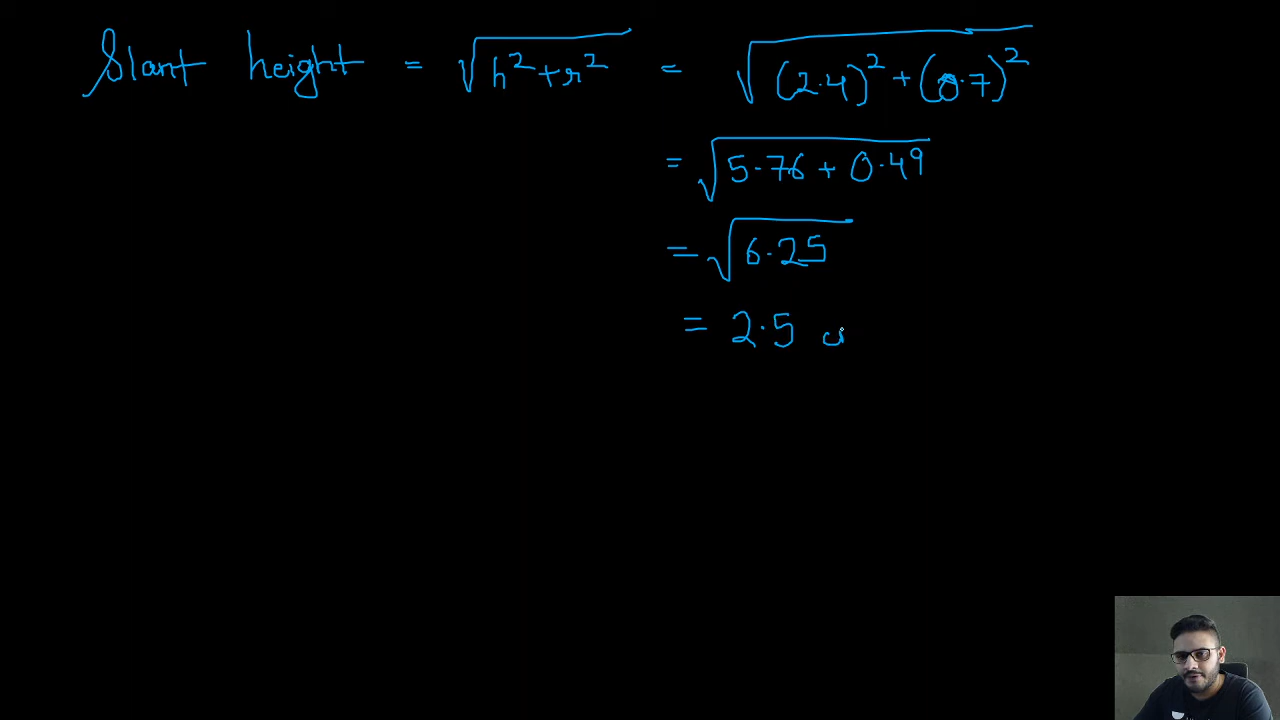 Slant height = √(h²+r²) = √((2.4)²+(0.7)²)
= √(5.76+0.49)
= √6.25
= 2.5